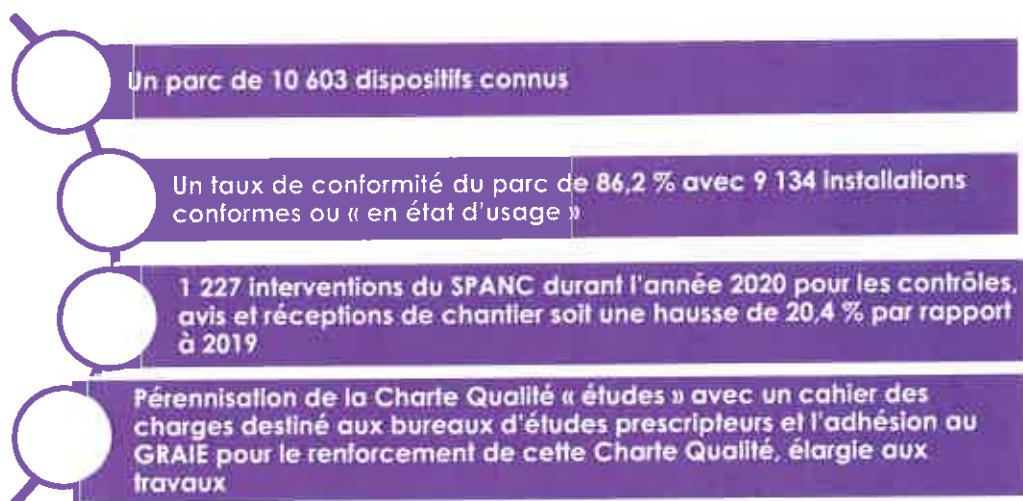 Un parc de 10 603 dispositifs connus
Un taux de conformité du parc de 86,2 % avec 9 134 installations
conformes ou « en état d'usage »
1 227 interventions du SPANC durant l'année 2020 pour les contrôles,
avis et réceptions de chantier soit une hausse de 20,4 % par rapport
à 2019
Pérennisation de la Charte Qualité « études » avec un cahier des
charges destiné aux bureaux d'études prescripteurs et l'adhésion au
GRAIE pour le renforcement de cette Charte Qualité, élargie aux
travaux